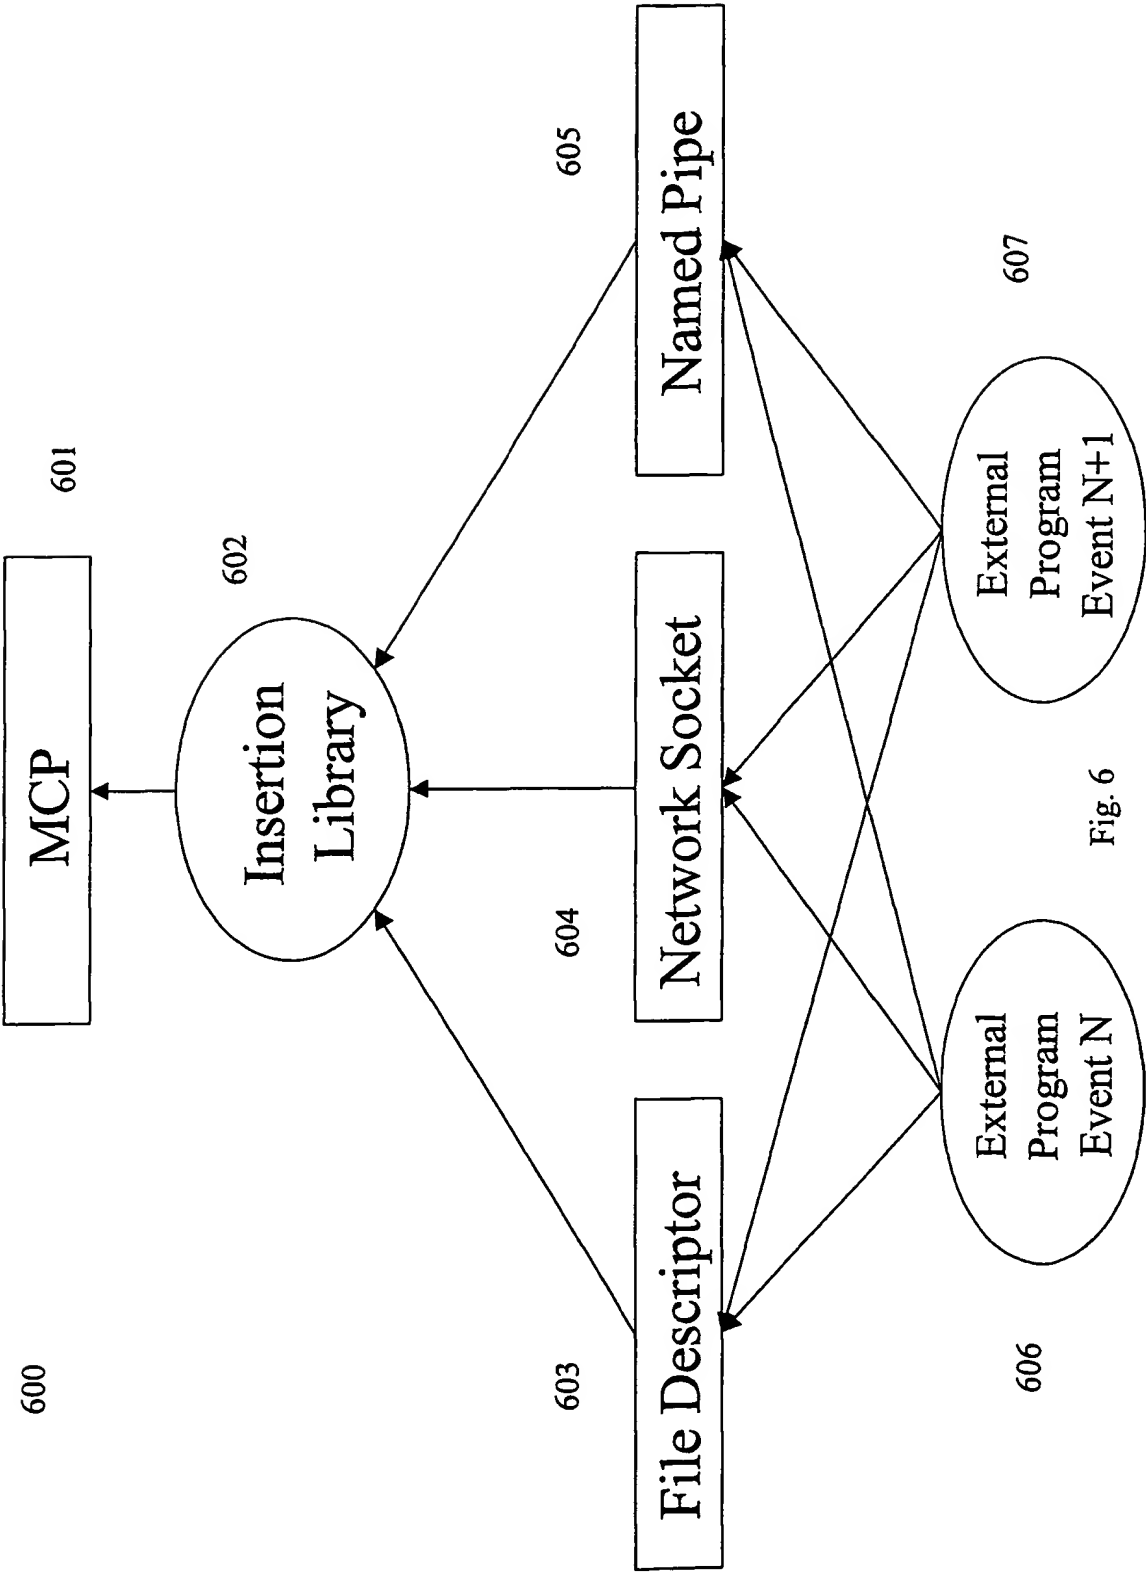 600
601
MCP
602
Insertion
Library
603
604
605
File Descriptor
Network Socket
Named Pipe
606
External
Program
Event N
External
Program
Event N+1
607
Fig. 6